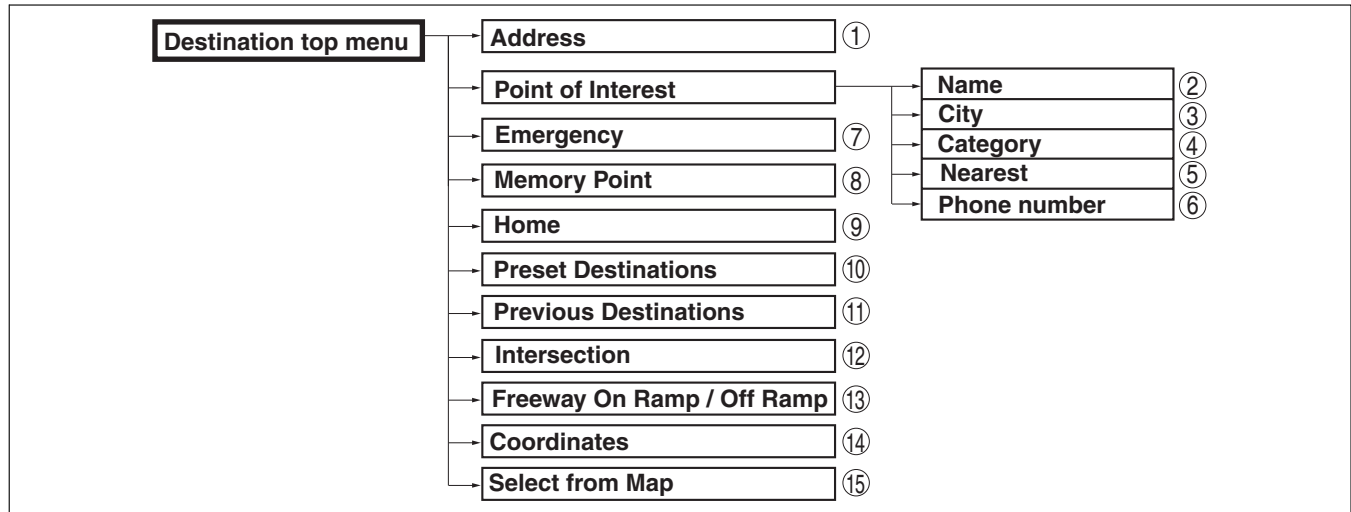 Destination top menu
Address ①
Point of Interest
Name ②
City ③
Category ④
Nearest ⑤
Phone number ⑥
Emergency ⑦
Memory Point ⑧
Home ⑨
Preset Destinations ⑩
Previous Destinations ⑪
Intersection ⑫
Freeway On Ramp / Off Ramp ⑬
Coordinates ⑭
Select from Map ⑮